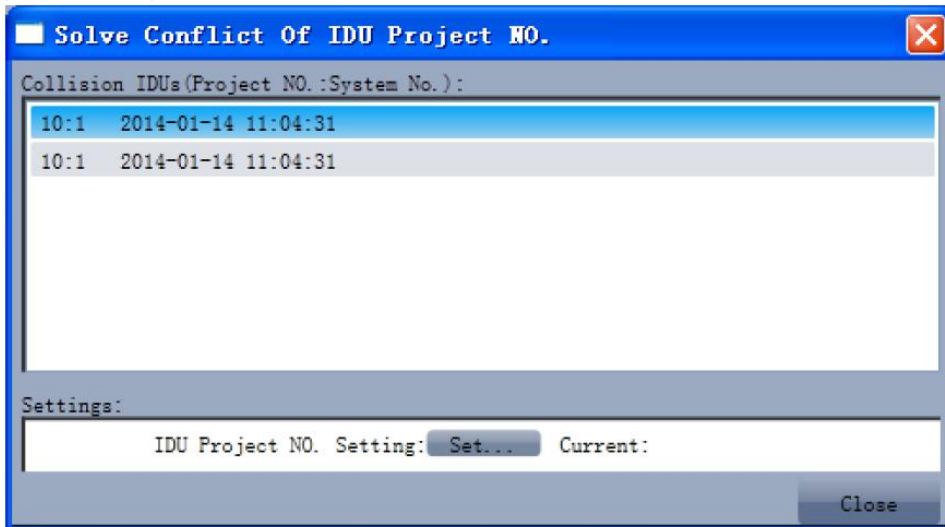 Solve Conflict Of IDU Project NO.
Collision IDUs(Project NO.:System No.):
10:1 2014-01-14 11:04:31
10:1 2014-01-14 11:04:31
Settings:
IDU Project NO. Setting: Set... Current:
Close